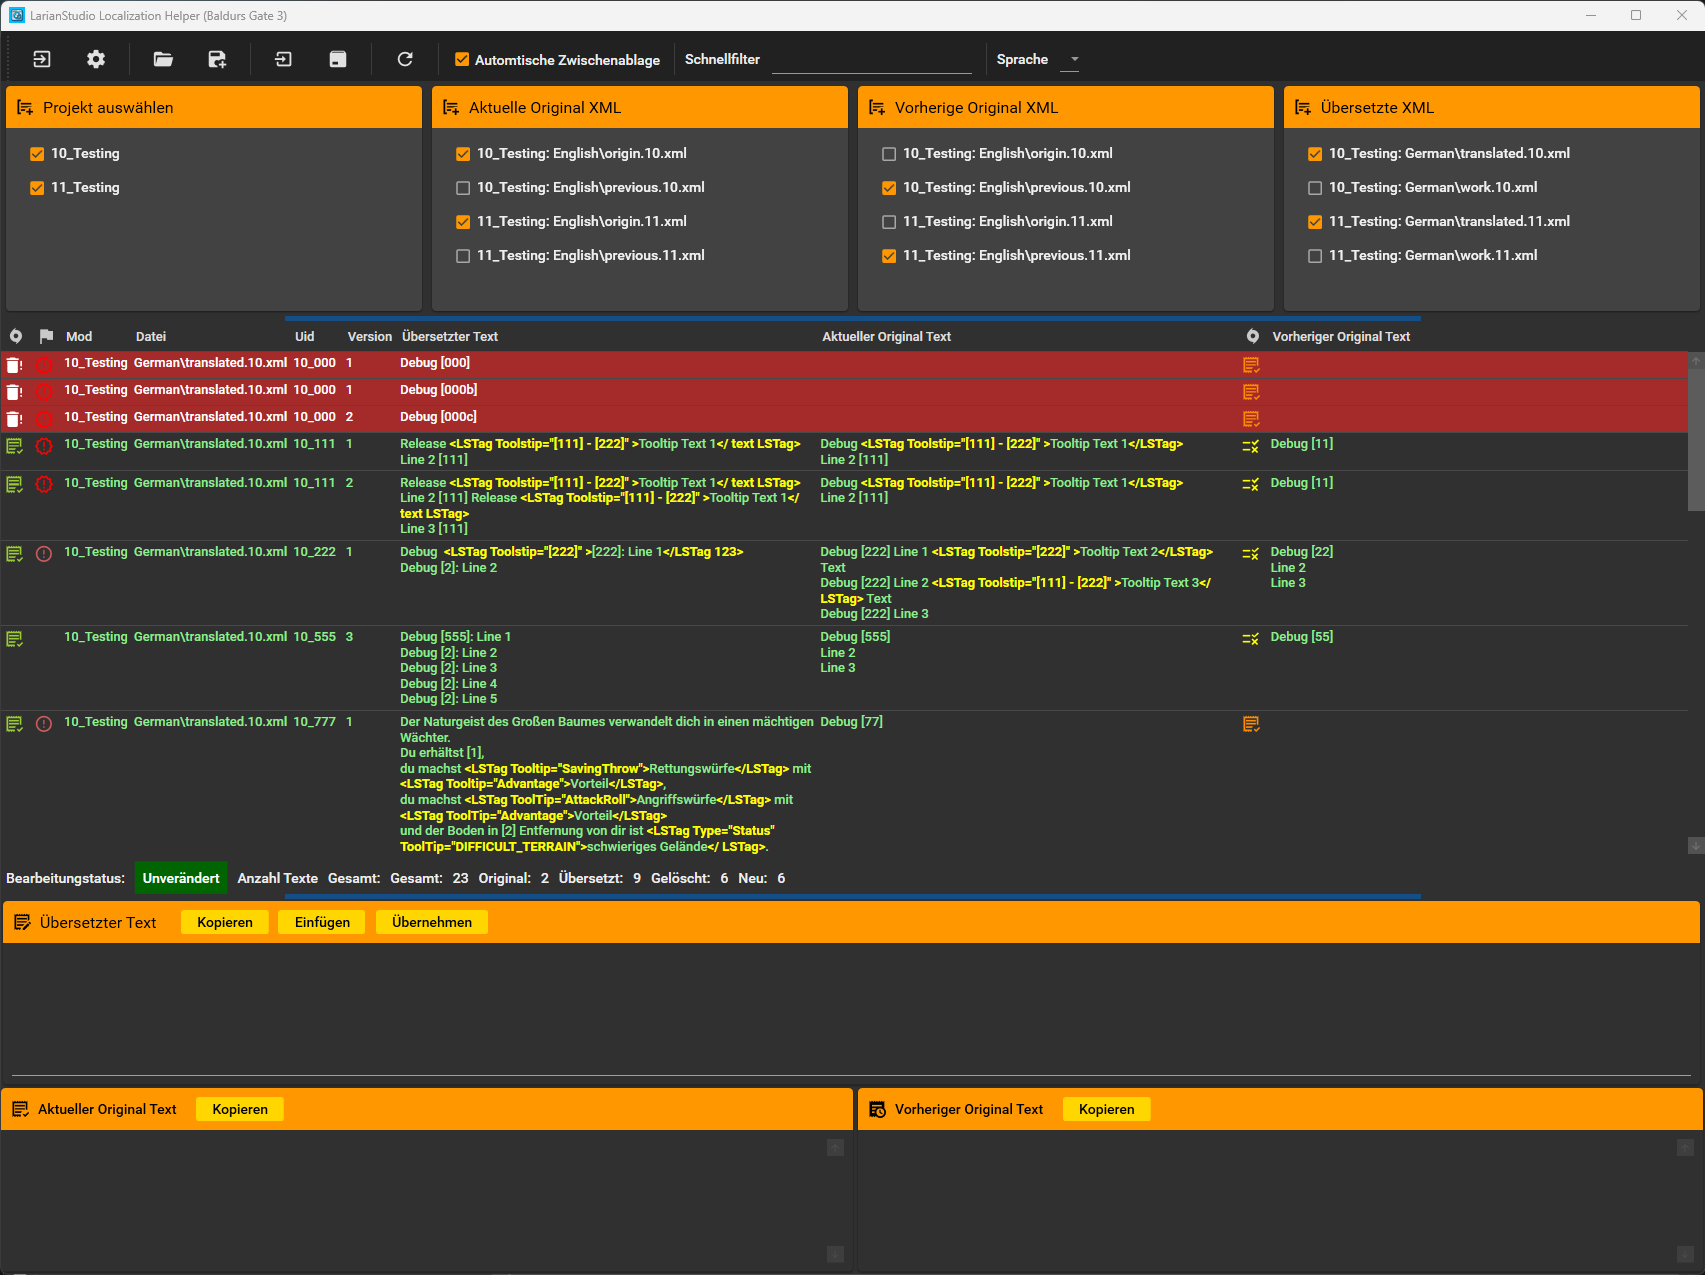 LarianStudio Localization Helper (Baldurs Gate 3)
Automtische Zwischenablage Schnellfilter Sprache
Projekt auswählen
10_Testing
11_Testing
Aktuelle Original XML
10_Testing: English\origin.10.xml
10_Testing: English\previous.10.xml
11_Testing: English\origin.11.xml
11_Testing: English\previous.11.xml
Vorherige Original XML
10_Testing: English\origin.10.xml
10_Testing: English\previous.10.xml
11_Testing: English\origin.11.xml
11_Testing: English\previous.11.xml
Übersetzte XML
10_Testing: German\translated.10.xml
10_Testing: German\work.10.xml
11_Testing: German\translated.11.xml
11_Testing: German\work.11.xml
Mod Datei Uid Version Übersetzter Text Aktueller Original Text Vorheriger Original Text
10_Testing German\translated.10.xml 10_000 1 Debug [000]
10_Testing German\translated.10.xml 10_000 1 Debug [000b]
10_Testing German\translated.10.xml 10_000 2 Debug [000c]
10_Testing German\translated.10.xml 10_111 1
Release <LSTag Toolstip="[111] - [222]" >Tooltip Text 1</ text LSTag>
Line 2 [111]
Debug <LSTag Toolstip="[111] - [222]" >Tooltip Text 1</LSTag>
Line 2 [111]
Debug [11]
10_Testing German\translated.10.xml 10_111 2
Release <LSTag Toolstip="[111] - [222]" >Tooltip Text 1</ text LSTag>
Line 2 [111] Release <LSTag Toolstip="[111] - [222]" >Tooltip Text 1</
text LSTag>
Line 3 [111]
Debug <LSTag Toolstip="[111] - [222]" >Tooltip Text 1</LSTag>
Line 2 [111]
Debug [11]
10_Testing German\translated.10.xml 10_222 1
Debug  <LSTag Toolstip="[222]" >[222]: Line 1</LSTag 123>
Debug [2]: Line 2
Debug [222] Line 1 <LSTag Toolstip="[222]" >Tooltip Text 2</LSTag>
Text
Debug [222] Line 2 <LSTag Toolstip="[111] - [222]" >Tooltip Text 3</
LSTag> Text
Debug [222] Line 3
Debug [22]
Line 2
Line 3
10_Testing German\translated.10.xml 10_555 3
Debug [555]: Line 1
Debug [2]: Line 2
Debug [2]: Line 3
Debug [2]: Line 4
Debug [2]: Line 5
Debug [555]
Line 2
Line 3
Debug [55]
10_Testing German\translated.10.xml 10_777 1
Der Naturgeist des Großen Baumes verwandelt dich in einen mächtigen
Wächter.
Du erhältst [1],
du machst <LSTag Tooltip="SavingThrow">Rettungswürfe</LSTag> mit
<LSTag Tooltip="Advantage">Vorteil</LSTag>,
du machst <LSTag ToolTip="AttackRoll">Angriffswürfe</LSTag> mit
<LSTag ToolTip="Advantage">Vorteil</LSTag>
und der Boden in [2] Entfernung von dir ist <LSTag Type="Status"
ToolTip="DIFFICULT_TERRAIN">schwieriges Gelände</ LSTag>.
Debug [77]
Bearbeitungstatus: Unverändert Anzahl Texte Gesamt: Gesamt: 23 Original: 2 Übersetzt: 9 Gelöscht: 6 Neu: 6
Übersetzter Text Kopieren Einfügen Übernehmen
Aktueller Original Text Kopieren
Vorheriger Original Text Kopieren